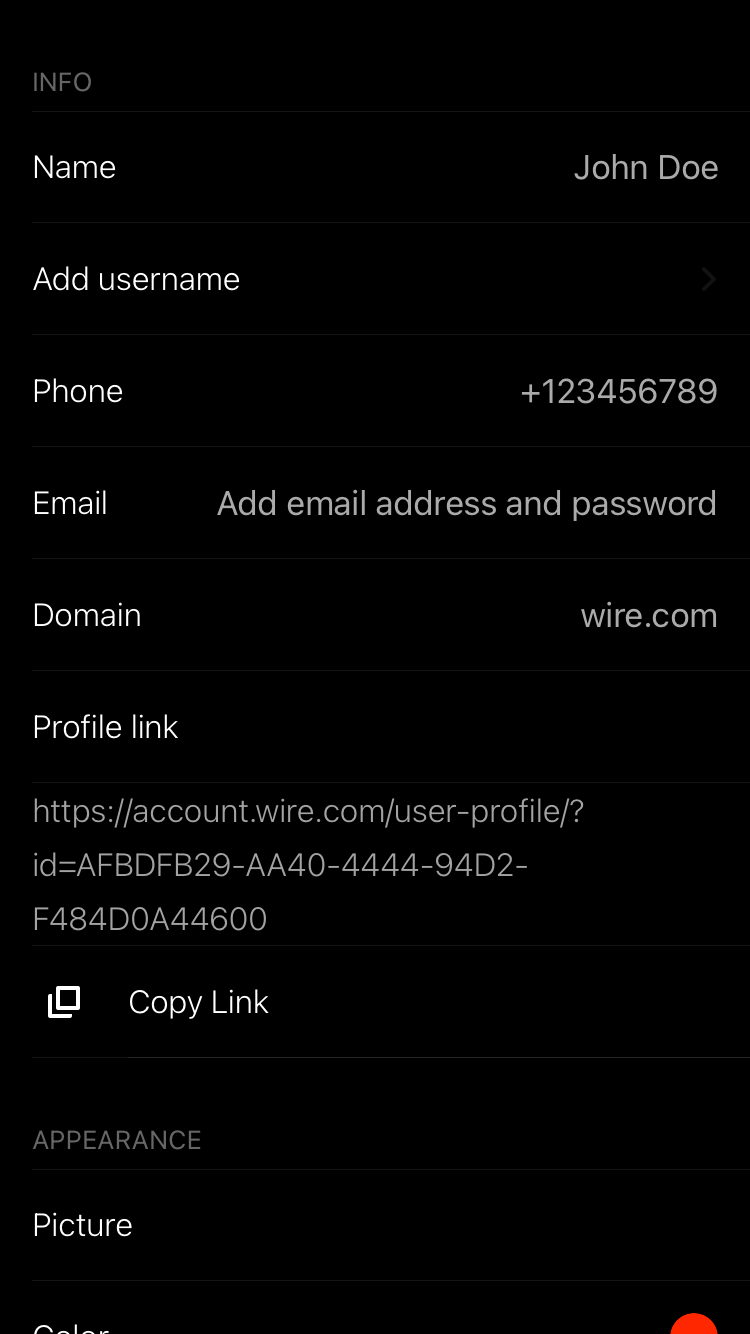 INFO
Name John Doe
Add username
Phone +123456789
Email Add email address and password
Domain wire.com
Profile link
https://account.wire.com/user-profile/?
id=AFBDFB29-AA40-4444-94D2-
F484D0A44600
Copy Link
APPEARANCE
Picture
Color